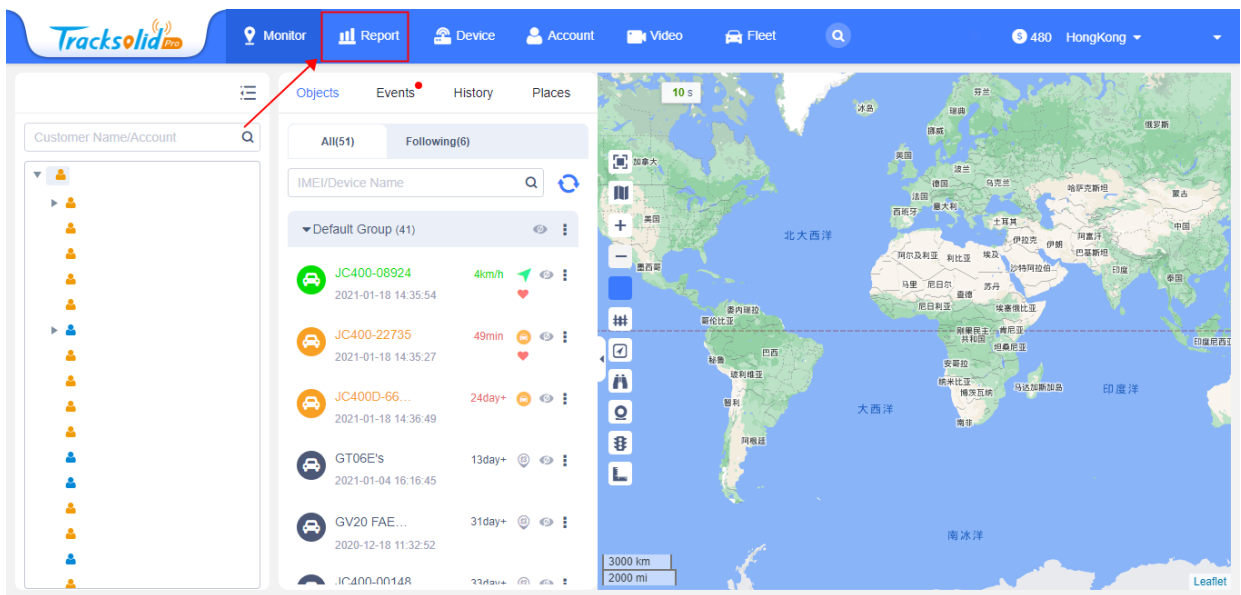 Tracksolid Pro
Monitor Report Device Account Video Fleet
S 480 HongKong
Objects Events History Places
10 s
Customer Name/Account
All(51) Following(6)
IMEI/Device Name
Default Group (41)
JC400-08924 4km/h
2021-01-18 14:35:54
JC400-22735 49min
2021-01-18 14:35:27
JC400D-66... 24day+
2021-01-18 14:36:49
GT06E's 13day+
2021-01-04 16:16:45
GV20 FAE... 31day+
2020-12-18 11:32:52
JC400-00148 33day+
冰岛
芬兰
瑞典
挪威
俄罗斯
英国
加拿大
波兰
德国
乌克兰
哈萨克斯坦
蒙古
法国
西班牙
意大利
美国
土耳其
中国
北大西洋
伊拉克
伊朗
阿富汗
巴基斯坦
阿尔及利亚
利比亚
埃及
沙特阿拉伯
印度
墨西哥
泰国
马里
尼日尔
苏丹
乍得
尼日利亚
埃塞俄比亚
委内瑞拉
哥伦比亚
刚果民主共和国
肯尼亚
坦桑尼亚
印度尼西亚
秘鲁
巴西
安哥拉
玻利维亚
纳米比亚
博茨瓦纳
马达加斯加岛
印度洋
智利
大西洋
南非
阿根廷
南冰洋
3000 km
2000 mi
Leaflet